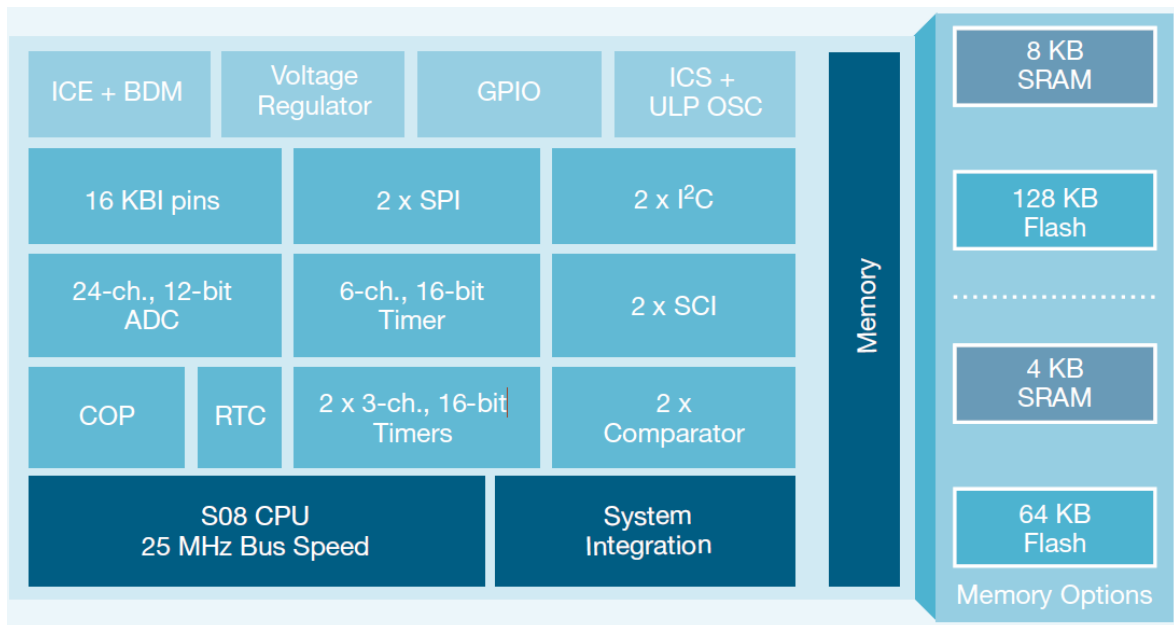 ICE + BDM
Voltage
Regulator
GPIO
ICS +
ULP OSC
16 KBI pins
2 x SPI
2 x I²C
24-ch., 12-bit
ADC
6-ch., 16-bit
Timer
2 x SCI
COP
RTC
2 x 3-ch., 16-bit
Timers
2 x
Comparator
S08 CPU
25 MHz Bus Speed
System
Integration
Memory
8 KB
SRAM
128 KB
Flash
4 KB
SRAM
64 KB
Flash
Memory Options